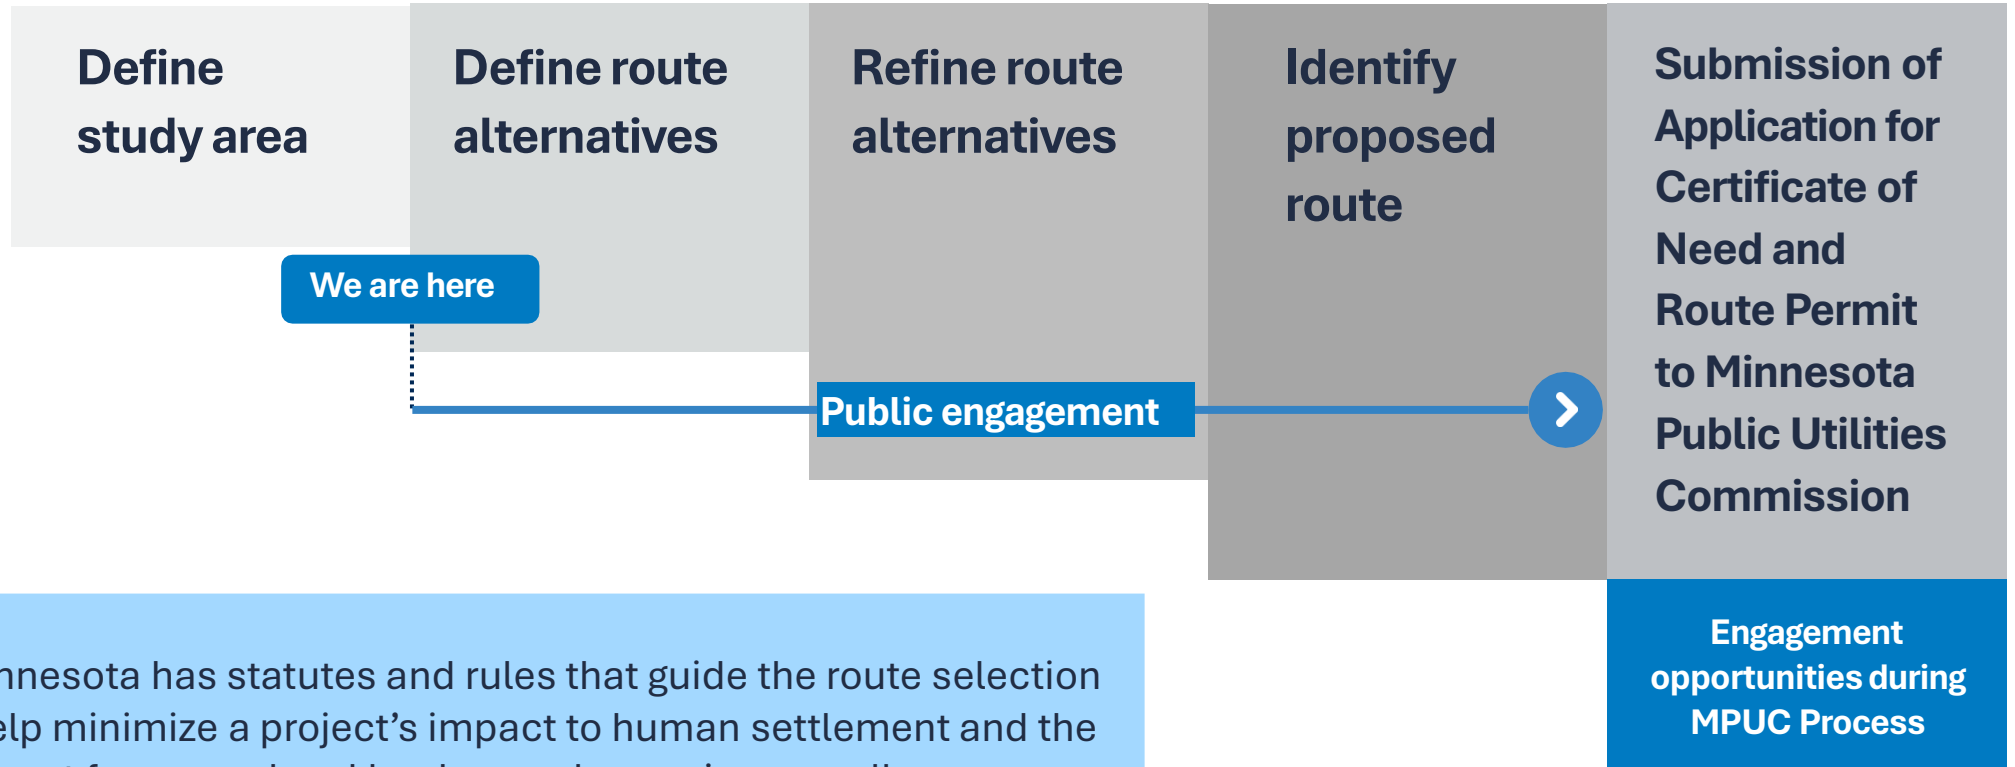 Define
study area
Define route
alternatives
Refine route
alternatives
Identify
proposed
route
Submission of
Application for
Certificate of
Need and
Route Permit
to Minnesota
Public Utilities
Commission
We are here
Public engagement
Engagement
opportunities during
MPUC Process
nnesota has statutes and rules that guide the route selection
elp minimize a project’s impact to human settlement and the